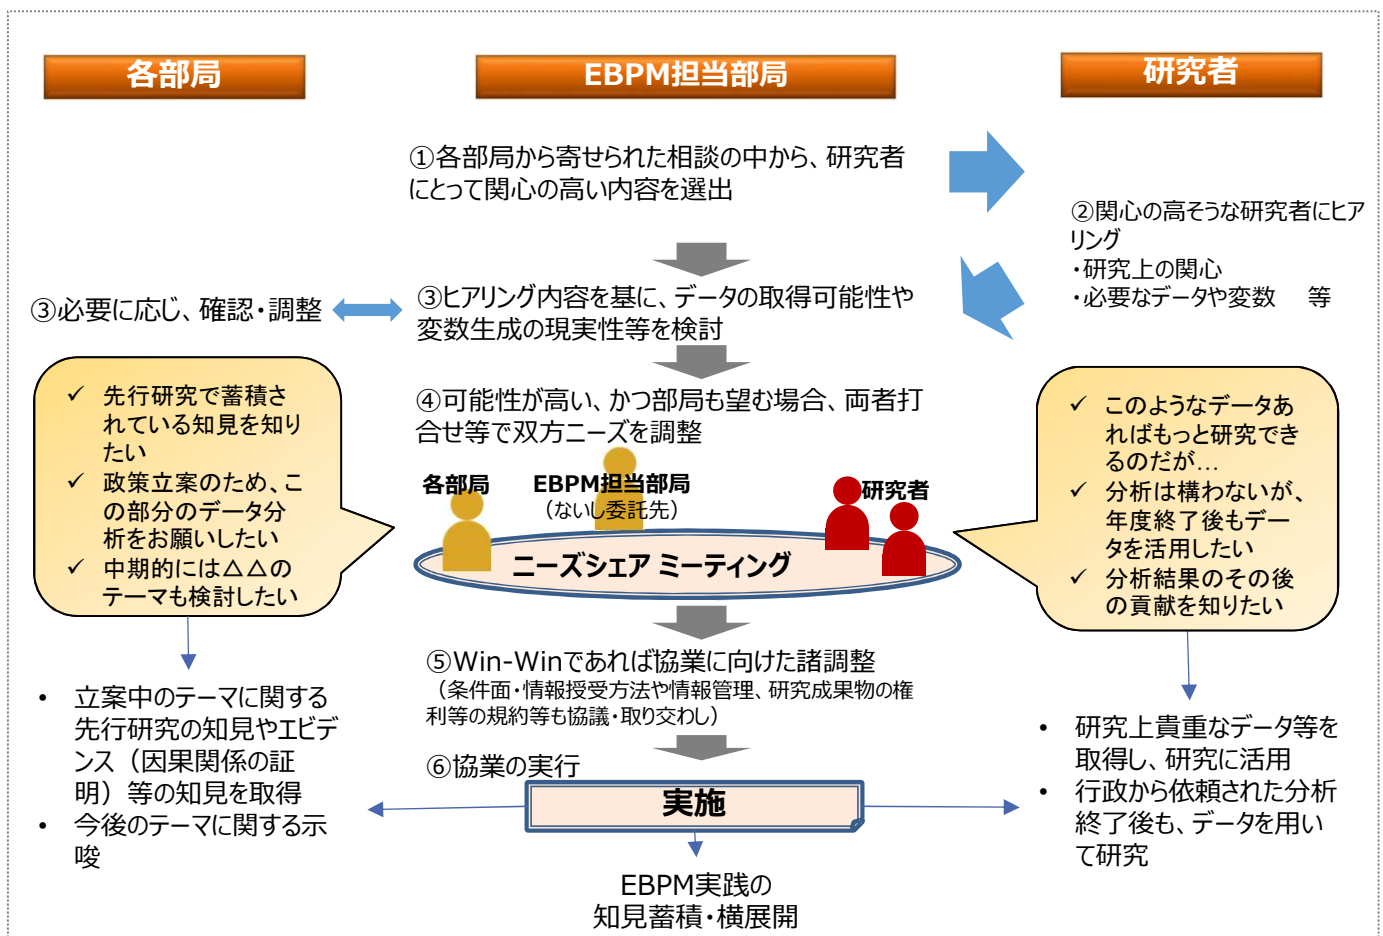 各部局
EBPM担当部局
研究者
①各部局から寄せられた相談の中から、研究者
にとって関心の高い内容を選出
②関心の高そうな研究者にヒア
リング
・研究上の関心
・必要なデータや変数　等
③必要に応じ、確認・調整
③ヒアリング内容を基に、データの取得可能性や
変数生成の現実性等を検討
④可能性が高い、かつ部局も望む場合、両者打
合せ等で双方ニーズを調整
✓ 先行研究で蓄積さ
れている知見を知り
たい
✓ 政策立案のため、こ
の部分のデータ分
析をお願いしたい
✓ 中期的には△△の
テーマも検討したい
各部局
EBPM担当部局
（ないし委託先）
研究者
ニーズシェア ミーティング
✓ このようなデータあ
ればもっと研究でき
るのだが…
✓ 分析は構わないが、
年度終了後もデー
タを活用したい
✓ 分析結果のその後
の貢献を知りたい
⑤Win-Winであれば協業に向けた諸調整
（条件面・情報授受方法や情報管理、研究成果物の権
利等の規約等も協議・取り交わし）
⑥協業の実行
実施
• 立案中のテーマに関する
先行研究の知見やエビデ
ンス（因果関係の証
明）等の知見を取得
• 今後のテーマに関する示
唆
• 研究上貴重なデータ等を
取得し、研究に活用
• 行政から依頼された分析
終了後も、データを用い
て研究
EBPM実践の
知見蓄積・横展開